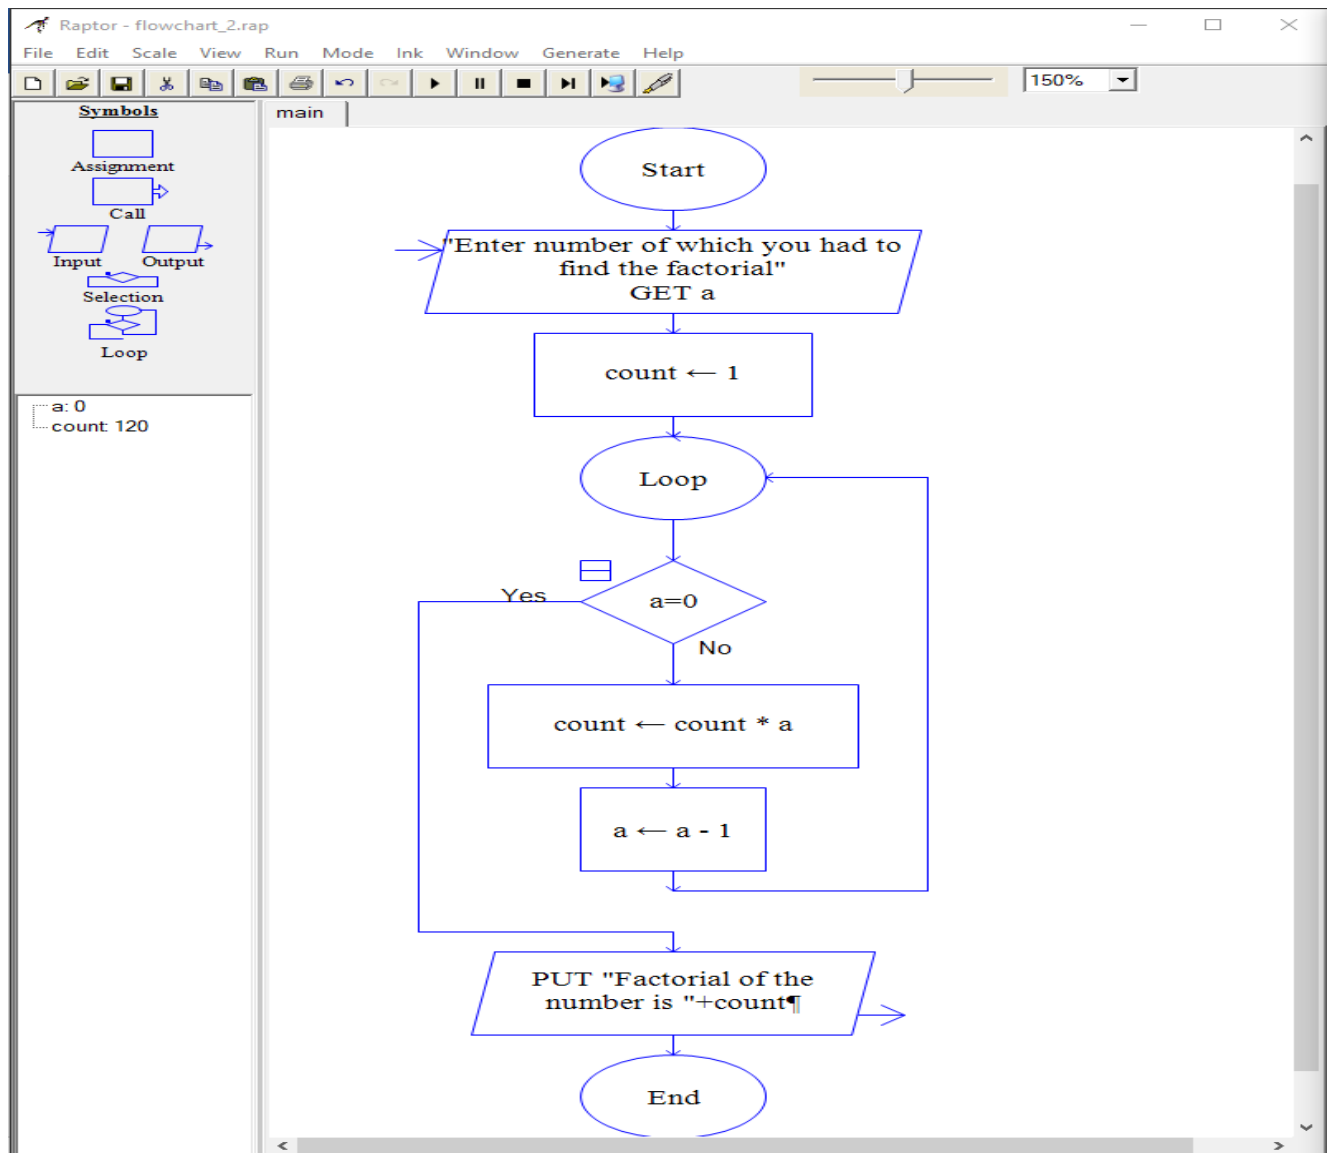 Raptor - flowchart_2.rap
File Edit Scale View Run Mode Ink Window Generate Help
150%
Symbols
Assignment
Call
Input Output
Selection
Loop
a: 0
count: 120
main
Start
"Enter number of which you had to
find the factorial"
GET a
count ← 1
Loop
Yes
a=0
No
count ← count * a
a ← a - 1
PUT "Factorial of the
number is "+count¶
End